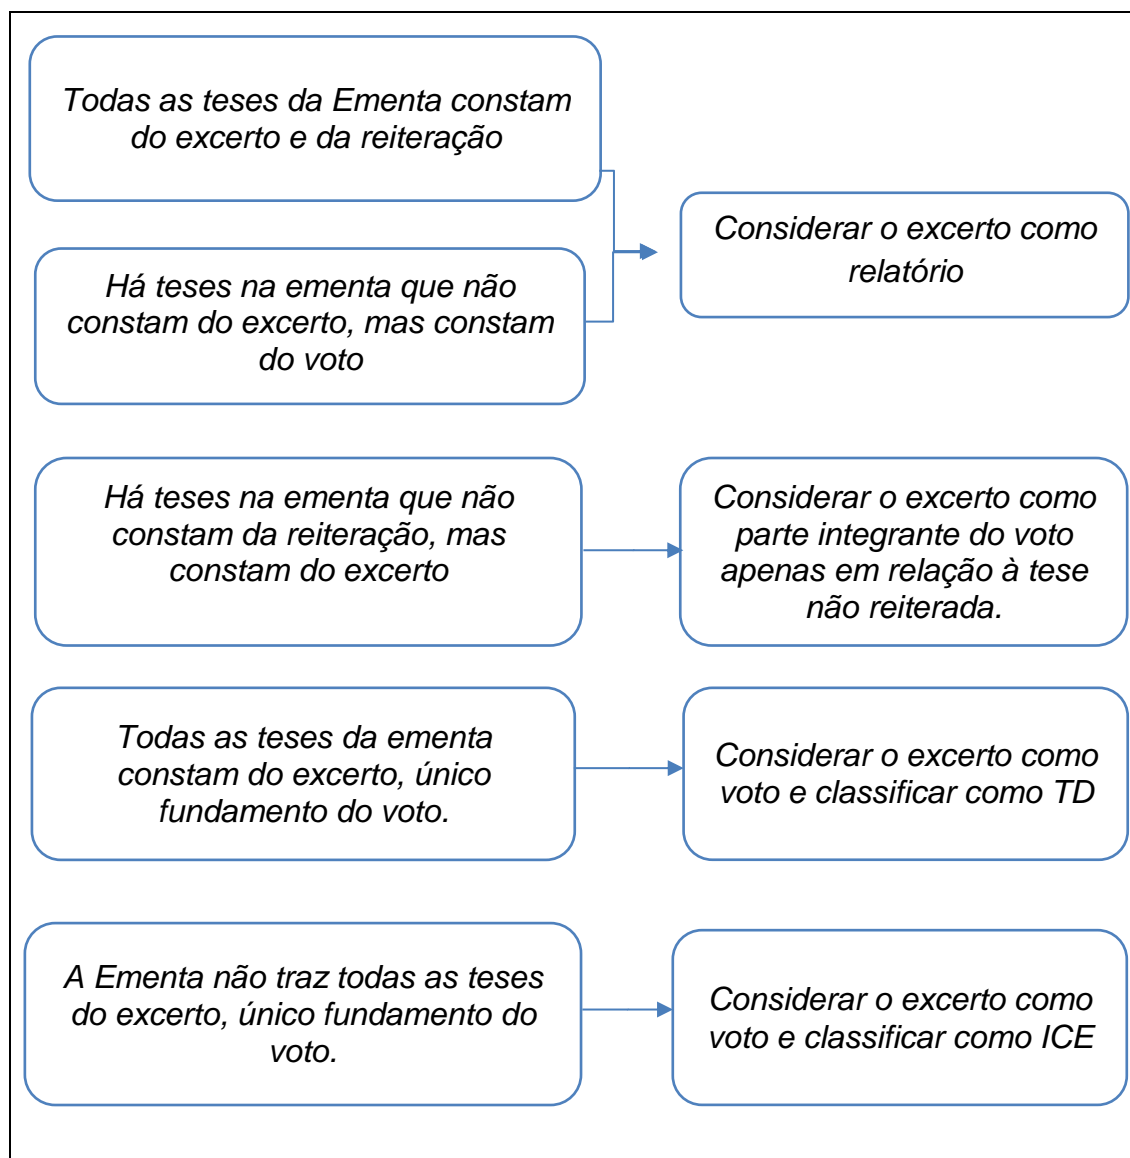 Todas as teses da Ementa constam
do excerto e da reiteração
Considerar o excerto como
relatório
Há teses na ementa que não
constam do excerto, mas constam
do voto
Há teses na ementa que não
constam da reiteração, mas
constam do excerto
Considerar o excerto como
parte integrante do voto
apenas em relação à tese
não reiterada.
Todas as teses da ementa
constam do excerto, único
fundamento do voto.
Considerar o excerto como
voto e classificar como TD
A Ementa não traz todas as teses
do excerto, único fundamento do
voto.
Considerar o excerto como
voto e classificar como ICE